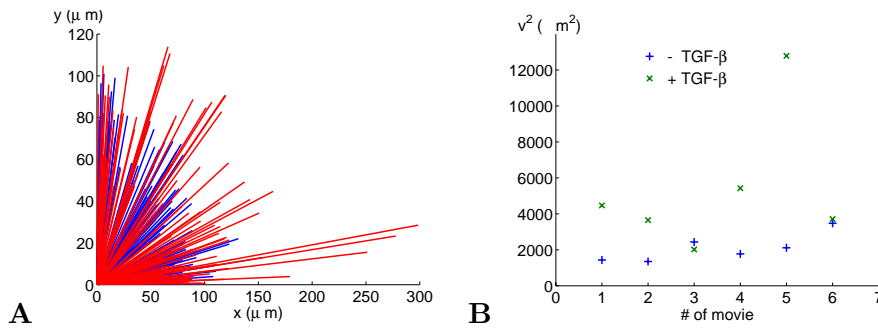 y (μ m)
120
100
80
60
40
20
0
0 50 100 150 200 250 300
x (μ m)
A
v² ( m²)
12000
10000
8000
6000
4000
2000
0
0 1 2 3 4 5 6 7
# of movie
- TGF-β
+ TGF-β
B